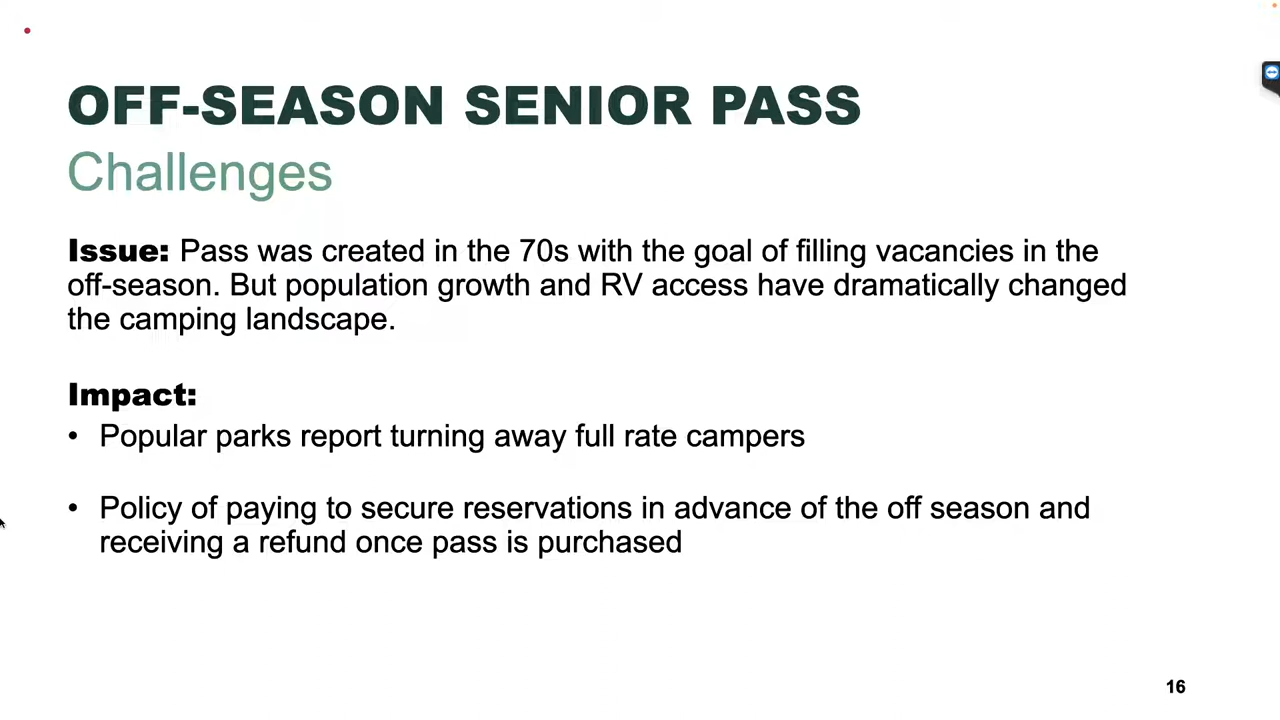 OFF-SEASON SENIOR PASS
Challenges
Issue: Pass was created in the 70s with the goal of filling vacancies in the
off-season. But population growth and RV access have dramatically changed
the camping landscape.
Impact:
• Popular parks report turning away full rate campers
• Policy of paying to secure reservations in advance of the off season and
receiving a refund once pass is purchased
16